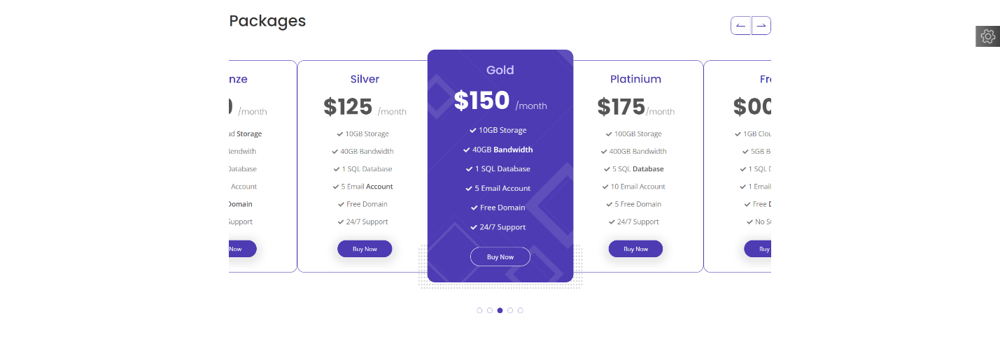 Packages
nze
/month
ud Storage
Bendwith
Database
Account
Domain
Support
Now
Silver
$125 /month
10GB Storage
40GB Bandwidth
1 SQL Database
5 Email Account
Free Domain
24/7 Support
Buy Now
Gold
$150 /month
10GB Storage
40GB Bandwidth
1 SQL Database
5 Email Account
Free Domain
24/7 Support
Buy Now
Platinium
$175/month
100GB Storage
400GB Bandwidth
5 SQL Database
10 Email Account
5 Free Domain
24/7 Support
Buy Now
Fr
$00
1GB Clou
5GB B
1 SQL
1 Email
Free
No Su
Buy